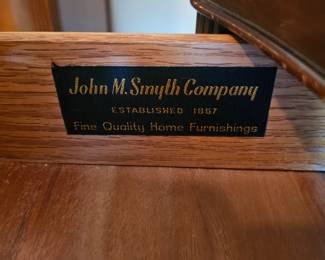 John M. Smyth Company
ESTABLISHED 1867
Fine Quality Home Furnishings